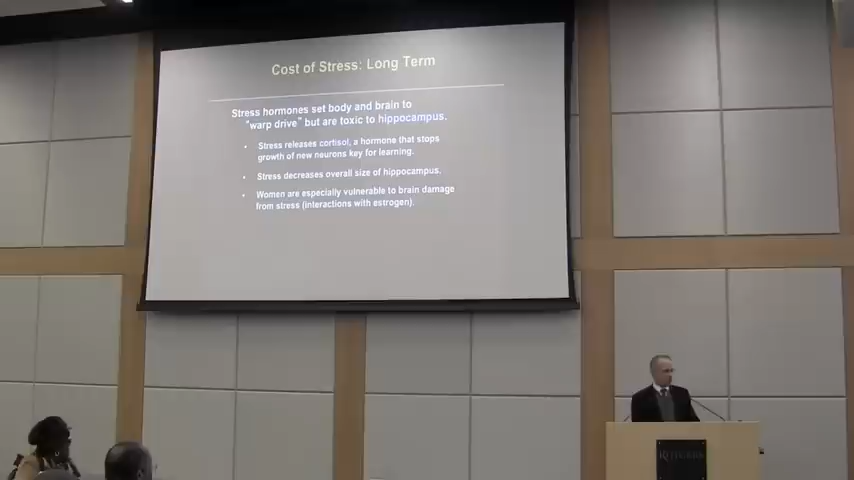 Cost of Stress: Long Term
Stress hormones set body and brain to
"warp drive" but are toxic to hippocampus.
• Stress releases cortisol, a hormone that stops
growth of new neurons key for learning.
• Stress decreases overall size of hippocampus.
• Women are especially vulnerable to brain damage
from stress (interactions with estrogen).
RUTGERS